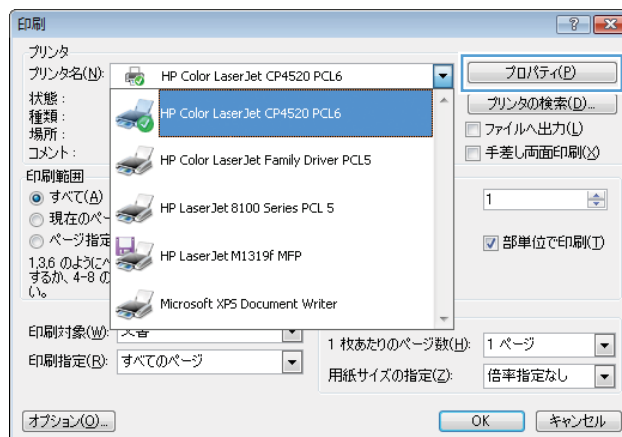 印刷
プリンタ
プリンタ名(N):
HP Color LaserJet CP4520 PCL6
プロパティ(P)
状態 :
種類 :
場所 :
コメント :
HP Color LaserJet CP4520 PCL6
HP Color LaserJet Family Driver PCL5
HP LaserJet 8100 Series PCL 5
HP LaserJet M1319f MFP
Microsoft XPS Document Writer
プリンタの検索(D)...
ファイルへ出力(L)
手差し両面印刷(X)
印刷範囲
すべて(A)
現在のペー
ページ指定
1,3,6 のように
するか、4-8 の
い。
1
部単位で印刷(T)
印刷対象(W):
印刷指定(R):
すべてのページ
1 枚あたりのページ数(H):
1 ページ
用紙サイズの指定(Z):
倍率指定なし
オプション(O)...
OK
キャンセル